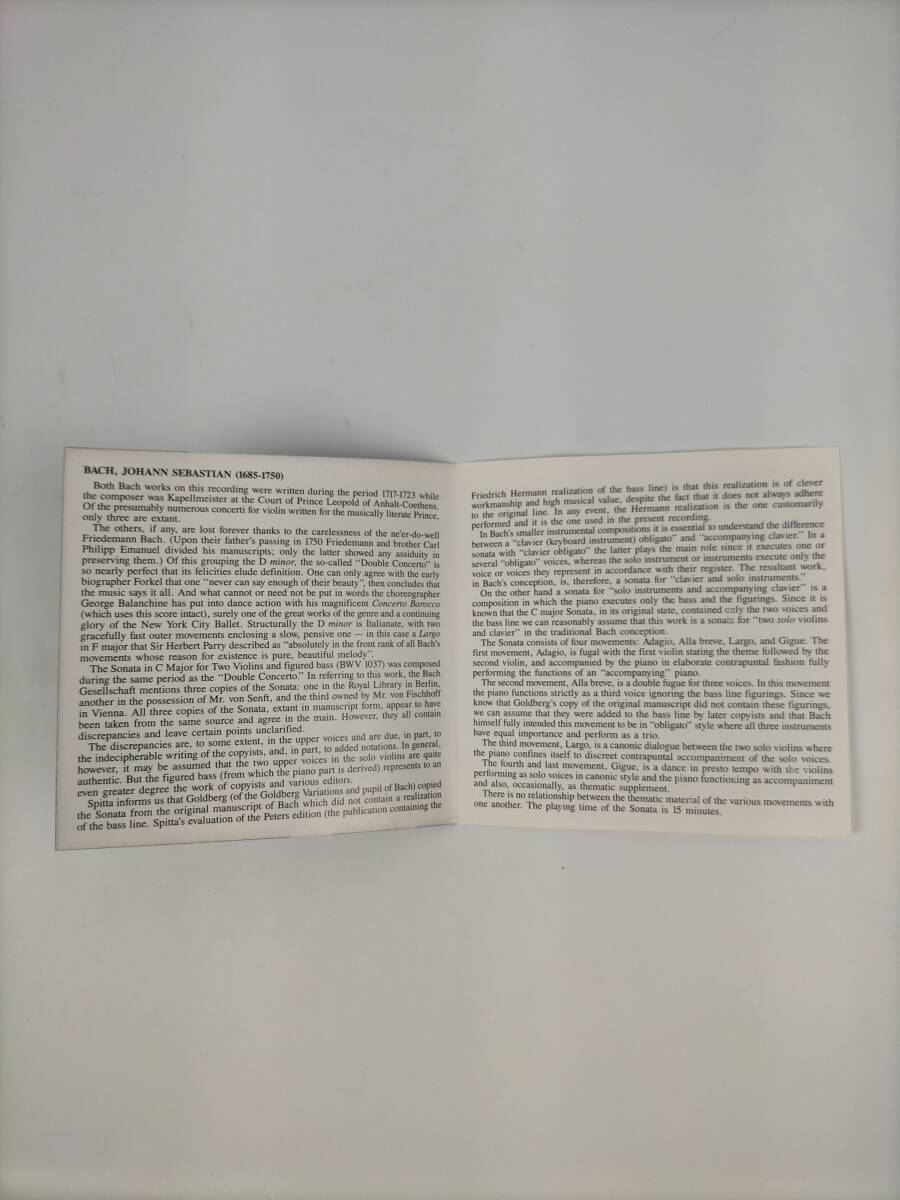 BACH, JOHANN SEBASTIAN (1685-1750)
Both Bach works on this recording were written during the period 1717-1723 while
the composer was Kapellmeister at the Court of Prince Leopold of Anhalt-Coethens.
Of the presumably numerous concerti for violin written for the musically literate Prince,
only three are extant.
The others, if any, are lost forever thanks to the carelessness of the ne'er-do-well
Friedemann Bach. (Upon their father's passing in 1750 Friedemann and brother Carl
Philipp Emanuel divided his manuscripts; only the latter showed any assiduity in
preserving them.) Of this grouping the D minor, the so-called "Double Concerto" is
so nearly perfect that its felicities elude definition. One can only agree with the early
biographer Forkel that one "never can say enough of their beauty", then concludes that
the music says it all. And what cannot or need not be put in words the choreographer
George Balanchine has put into dance action with his magnificent Concerto Barocco
(which uses this score intact), surely one of the great works of the genre and a continuing
glory of the New York City Ballet. Structurally the D minor is Italianate, with two
gracefully fast outer movements enclosing a slow, pensive one — in this case a Largo
in F major that Sir Herbert Parry described as "absolutely in the front rank of all Bach's
movements whose reason for existence is pure, beautiful melody".
The Sonata in C Major for Two Violins and figured bass (BWV 1037) was composed
during the same period as the "Double Concerto." In referring to this work, the Bach
Gesellschaft mentions three copies of the Sonata: one in the Royal Library in Berlin,
another in the possession of Mr. von Senft, and the third owned by Mr. von Fischhoff
in Vienna. All three copies of the Sonata, extant in manuscript form, appear to have
been taken from the same source and agree in the main. However, they all contain
discrepancies and leave certain points unclarified.
The discrepancies are, to some extent, in the upper voices and are due, in part, to
the indecipherable writing of the copyists, and, in part, to added notations. In general,
however, it may be assumed that the two upper voices in the solo violins are quite
authentic. But the figured bass (from which the piano part is derived) represents to an
even greater degree the work of copyists and various editors.
Spitta informs us that Goldberg (of the Goldberg Variations and pupil of Bach) copied
the Sonata from the original manuscript of Bach which did not contain a realization
of the bass line. Spitta's evaluation of the Peters edition (the publication containing the
Friedrich Hermann realization of the bass line) is that this realization is of clever
workmanship and high musical value, despite the fact that it does not always adhere
to the original line. In any event, the Hermann realization is the one customarily
performed and it is the one used in the present recording.
In Bach's smaller instrumental compositions it is essential to understand the difference
between a "clavier (keyboard instrument) obligato" and "accompanying clavier." In a
sonata with "clavier obligato" the latter plays the main role since it executes one or
several "obligato" voices, whereas the solo instrument or instruments execute only the
voice or voices they represent in accordance with their register. The resultant work,
in Bach's conception, is, therefore, a sonata for "clavier and solo instruments."
On the other hand a sonata for "solo instruments and accompanying clavier" is a
composition in which the piano executes only the bass and the figurings. Since it is
known that the C major Sonata, in its original state, contained only the two voices and
the bass line we can reasonably assume that this work is a sonata for "two solo violins
and clavier" in the traditional Bach conception.
The Sonata consists of four movements: Adagio, Alla breve, Largo, and Gigue. The
first movement, Adagio, is fugal with the first violin stating the theme followed by the
second violin, and accompanied by the piano in elaborate contrapuntal fashion fully
performing the functions of an "accompanying" piano.
The second movement, Alla breve, is a double fugue for three voices. In this movement
the piano functions strictly as a third voice ignoring the bass line figurings. Since we
know that Goldberg's copy of the original manuscript did not contain these figurings,
we can assume that they were added to the bass line by later copyists and that Bach
himself fully intended this movement to be in "obligato" style where all three instruments
have equal importance and perform as a trio.
The third movement, Largo, is a canonic dialogue between the two solo violins where
the piano confines itself to discreet contrapuntal accompaniment of the solo voices.
The fourth and last movement, Gigue, is a dance in presto tempo with the violins
performing as solo voices in canonic style and the piano functioning as accompaniment
and also, occasionally, as thematic supplement.
There is no relationship between the thematic material of the various movements with
one another. The playing time of the Sonata is 15 minutes.